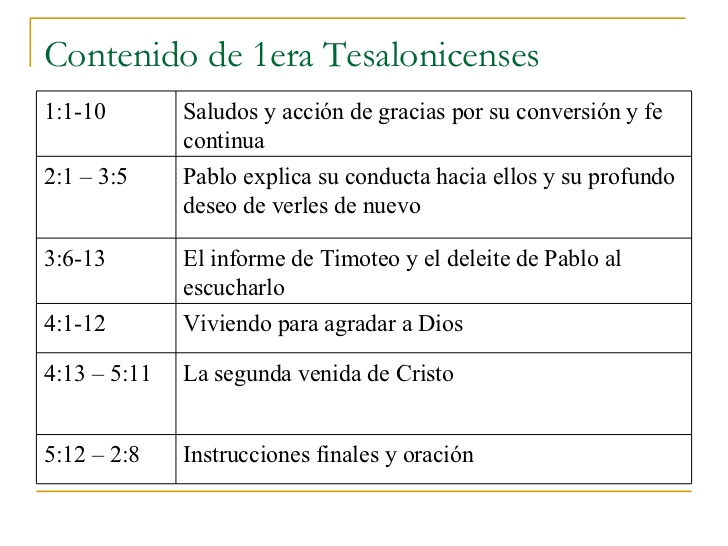 Contenido de 1era Tesalonicenses
1:1-10
Saludos y acción de gracias por su conversión y fe
continua
2:1 – 3:5
Pablo explica su conducta hacia ellos y su profundo
deseo de verles de nuevo
3:6-13
El informe de Timoteo y el deleite de Pablo al
escucharlo
4:1-12
Viviendo para agradar a Dios
4:13 – 5:11
La segunda venida de Cristo
5:12 – 2:8
Instrucciones finales y oración